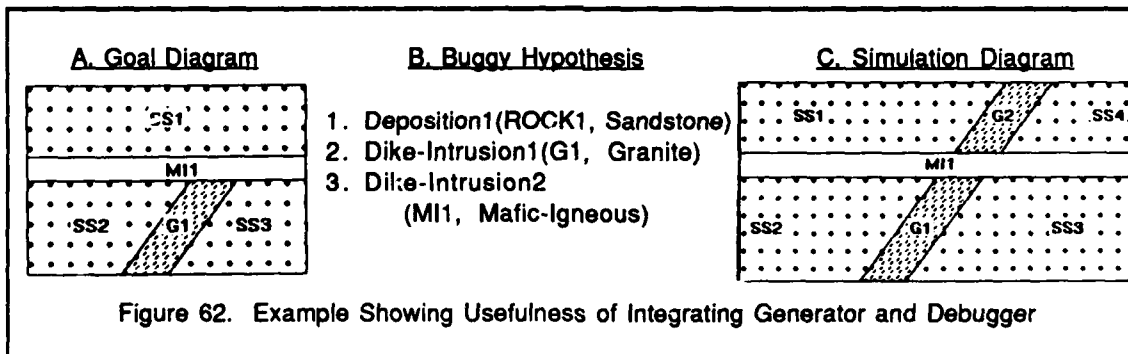 A. Goal Diagram
B. Buggy Hypothesis
C. Simulation Diagram
SS1
MI1
SS2
G1
SS3
1. Deposition1(ROCK1, Sandstone)
2. Dike-Intrusion1(G1, Granite)
3. Dike-Intrusion2
(MI1, Mafic-Igneous)
SS1
G2
SS4
MI1
SS2
G1
SS3
Figure 62. Example Showing Usefulness of Integrating Generator and Debugger